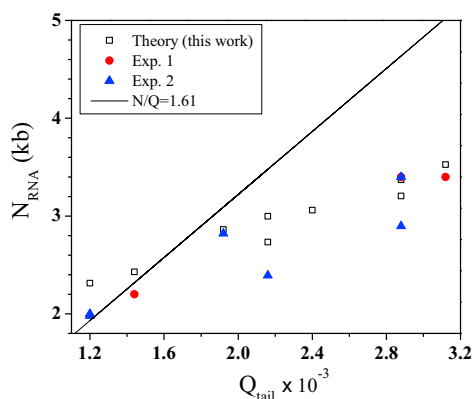 5
4
3
2
N_RNA (kb)
Theory (this work)
Exp. 1
Exp. 2
N/Q=1.61
1.2 1.6 2.0 2.4 2.8 3.2
Q_tail x 10^-3